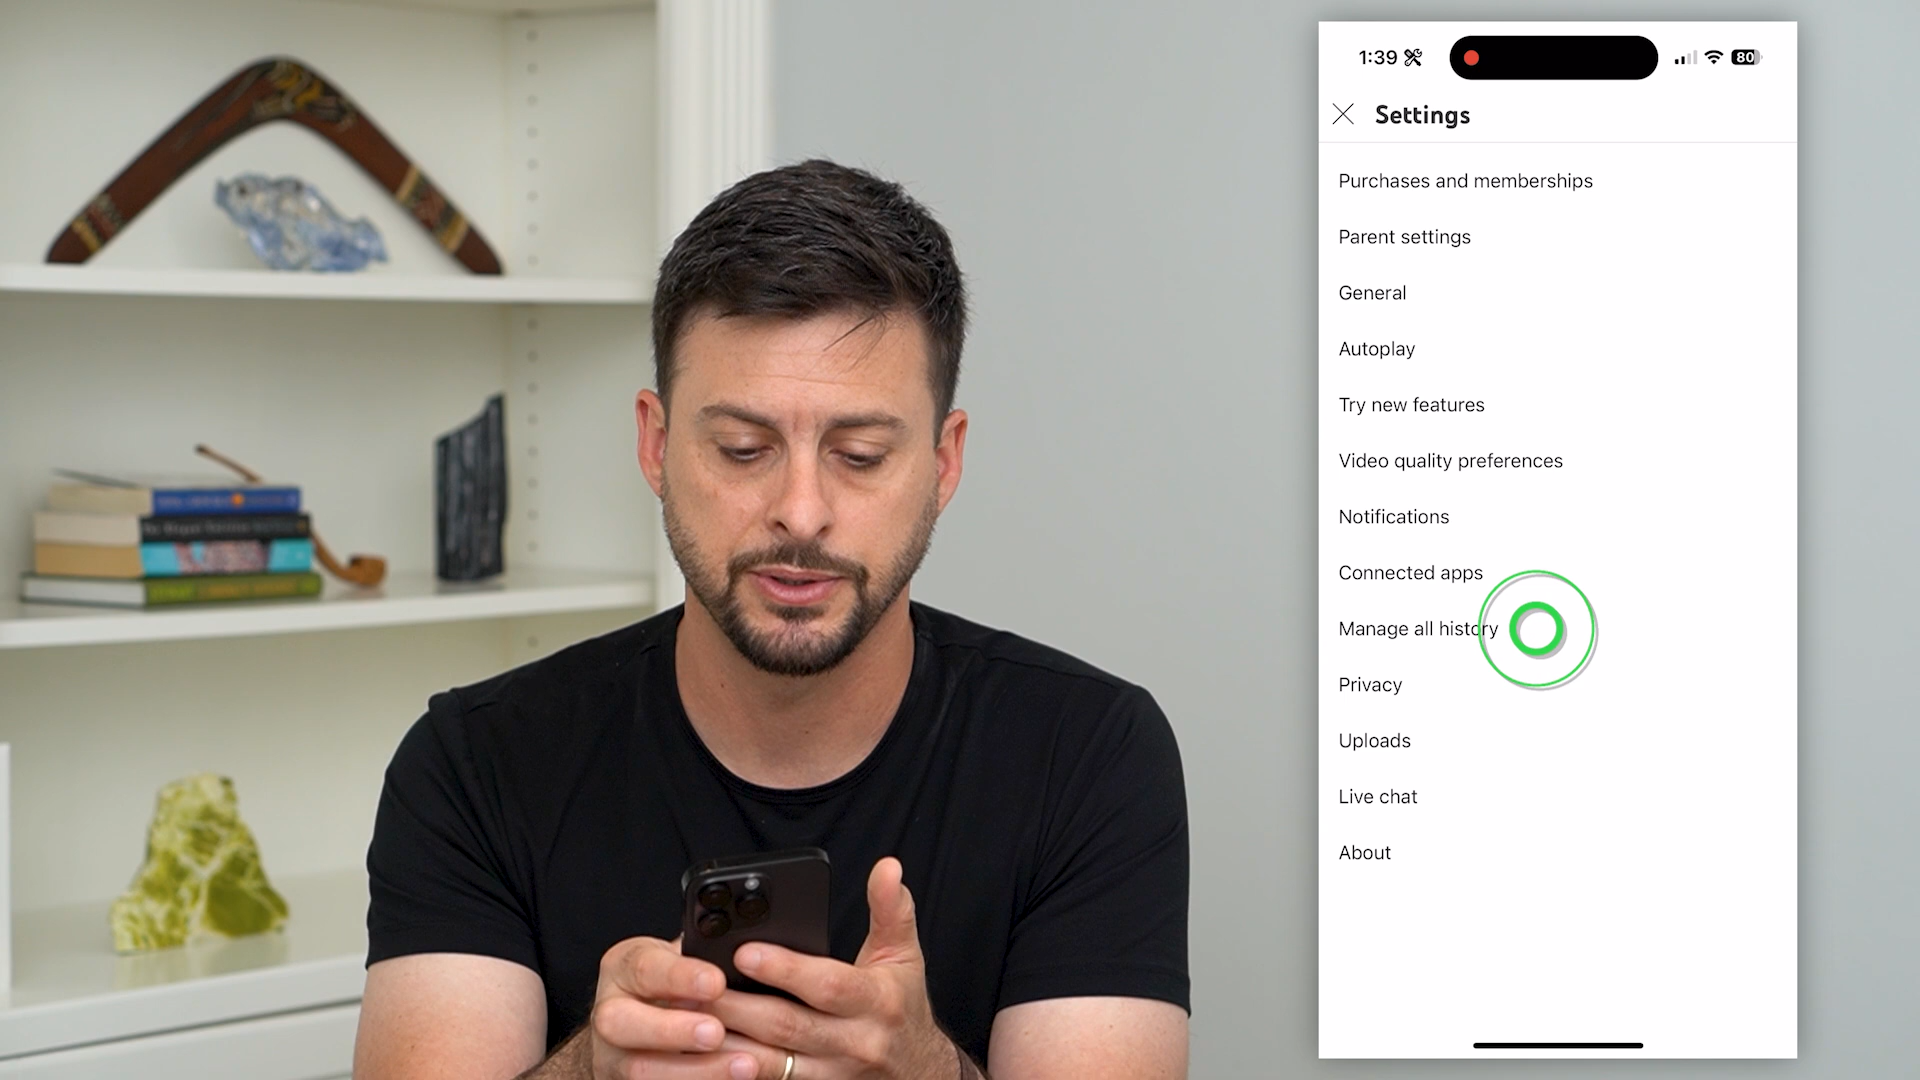 1:39
80
Settings
Purchases and memberships
Parent settings
General
Autoplay
Try new features
Video quality preferences
Notifications
Connected apps
Manage all history
Privacy
Uploads
Live chat
About